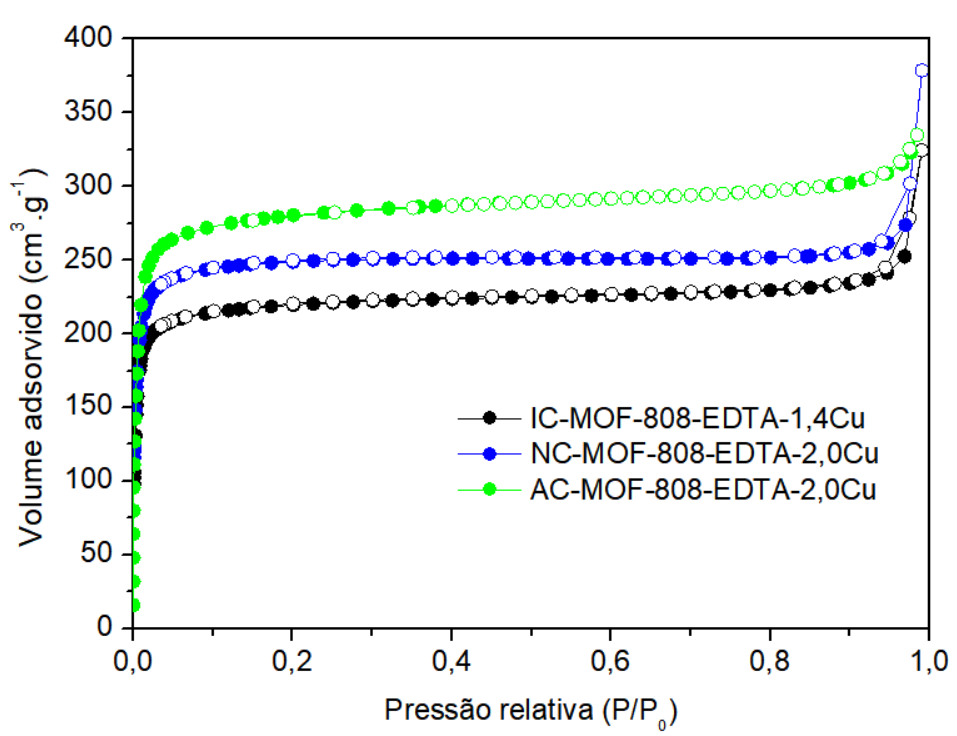 400
350
300
250
200
150
100
50
0
Volume adsorvido (cm³.g⁻¹)
IC-MOF-808-EDTA-1,4Cu
NC-MOF-808-EDTA-2,0Cu
AC-MOF-808-EDTA-2,0Cu
0,0 0,2 0,4 0,6 0,8 1,0
Pressão relativa (P/P₀)